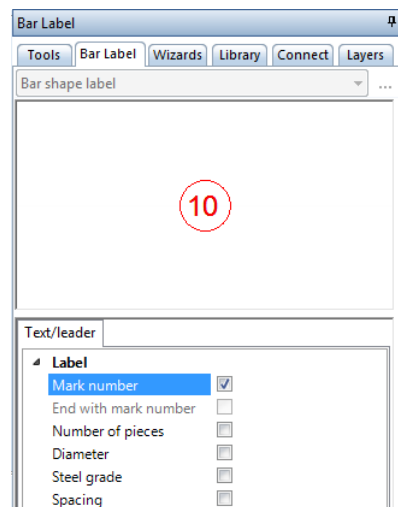 Bar Label
Tools Bar Label Wizards Library Connect Layers
Bar shape label ...
10
Text/leader
Label
Mark number
End with mark number
Number of pieces
Diameter
Steel grade
Spacing